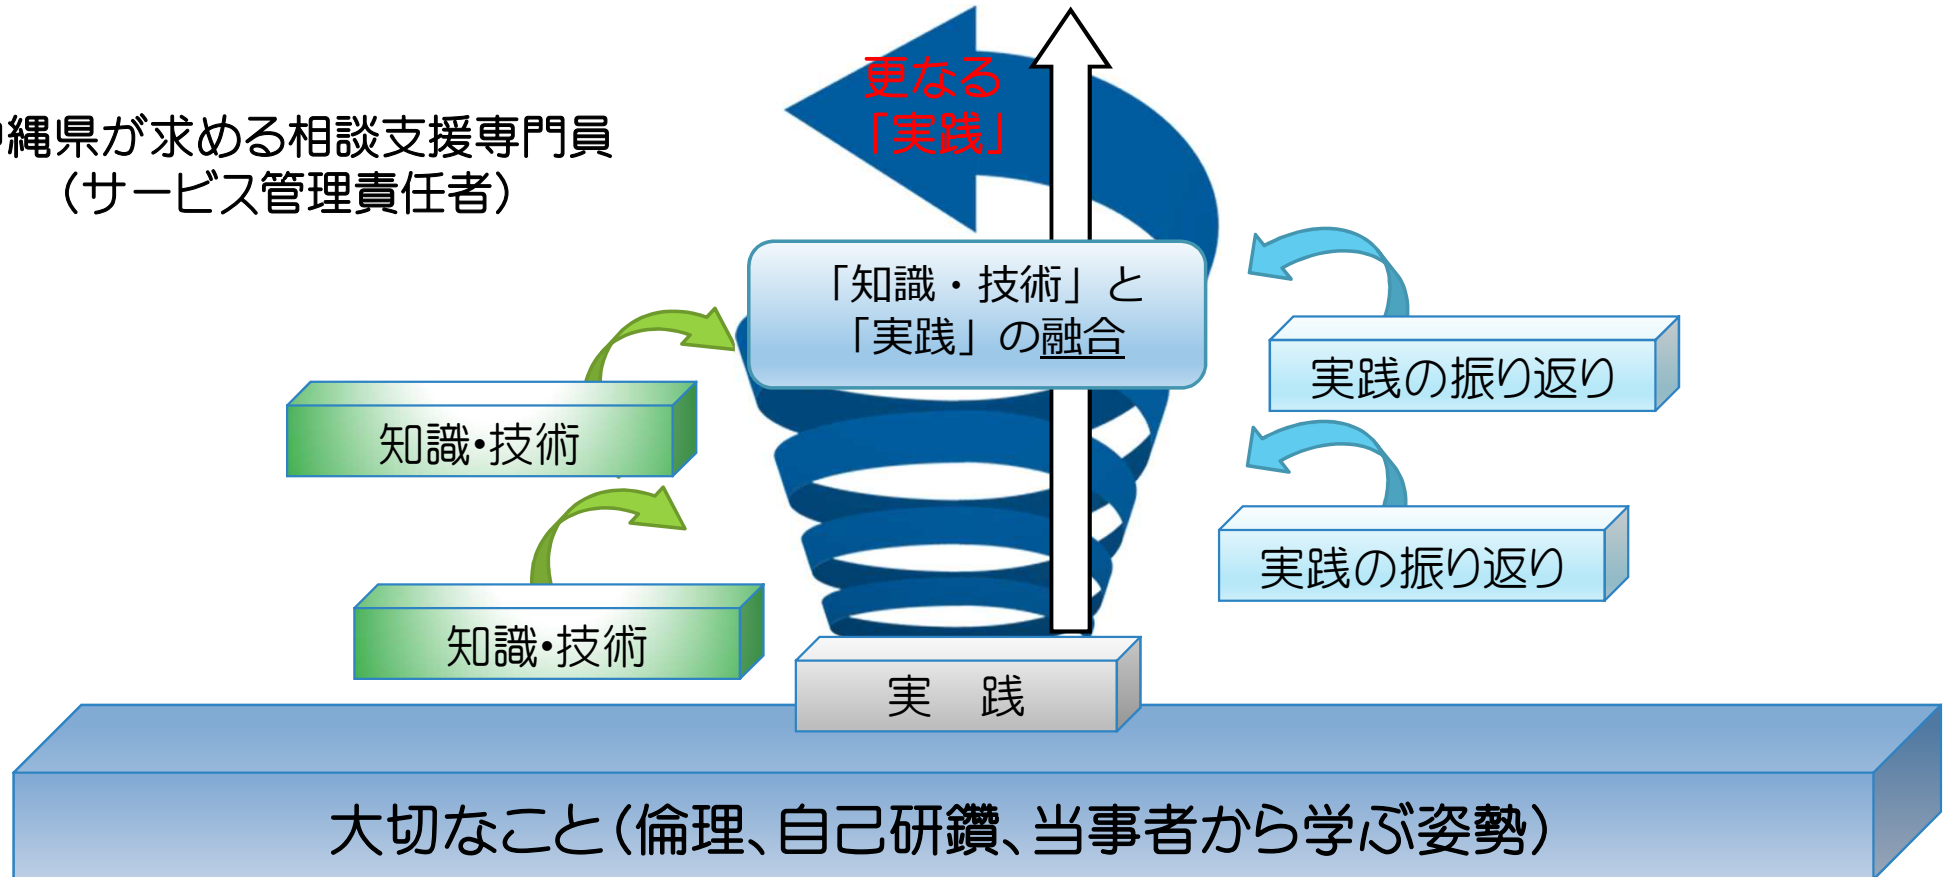 縄県が求める相談支援専門員
（サービス管理責任者）
更なる
「実践」
「知識・技術」と
「実践」の融合
知識・技術
知識・技術
実践の振り返り
実践の振り返り
実　践
大切なこと（倫理、自己研鑽、当事者から学ぶ姿勢）